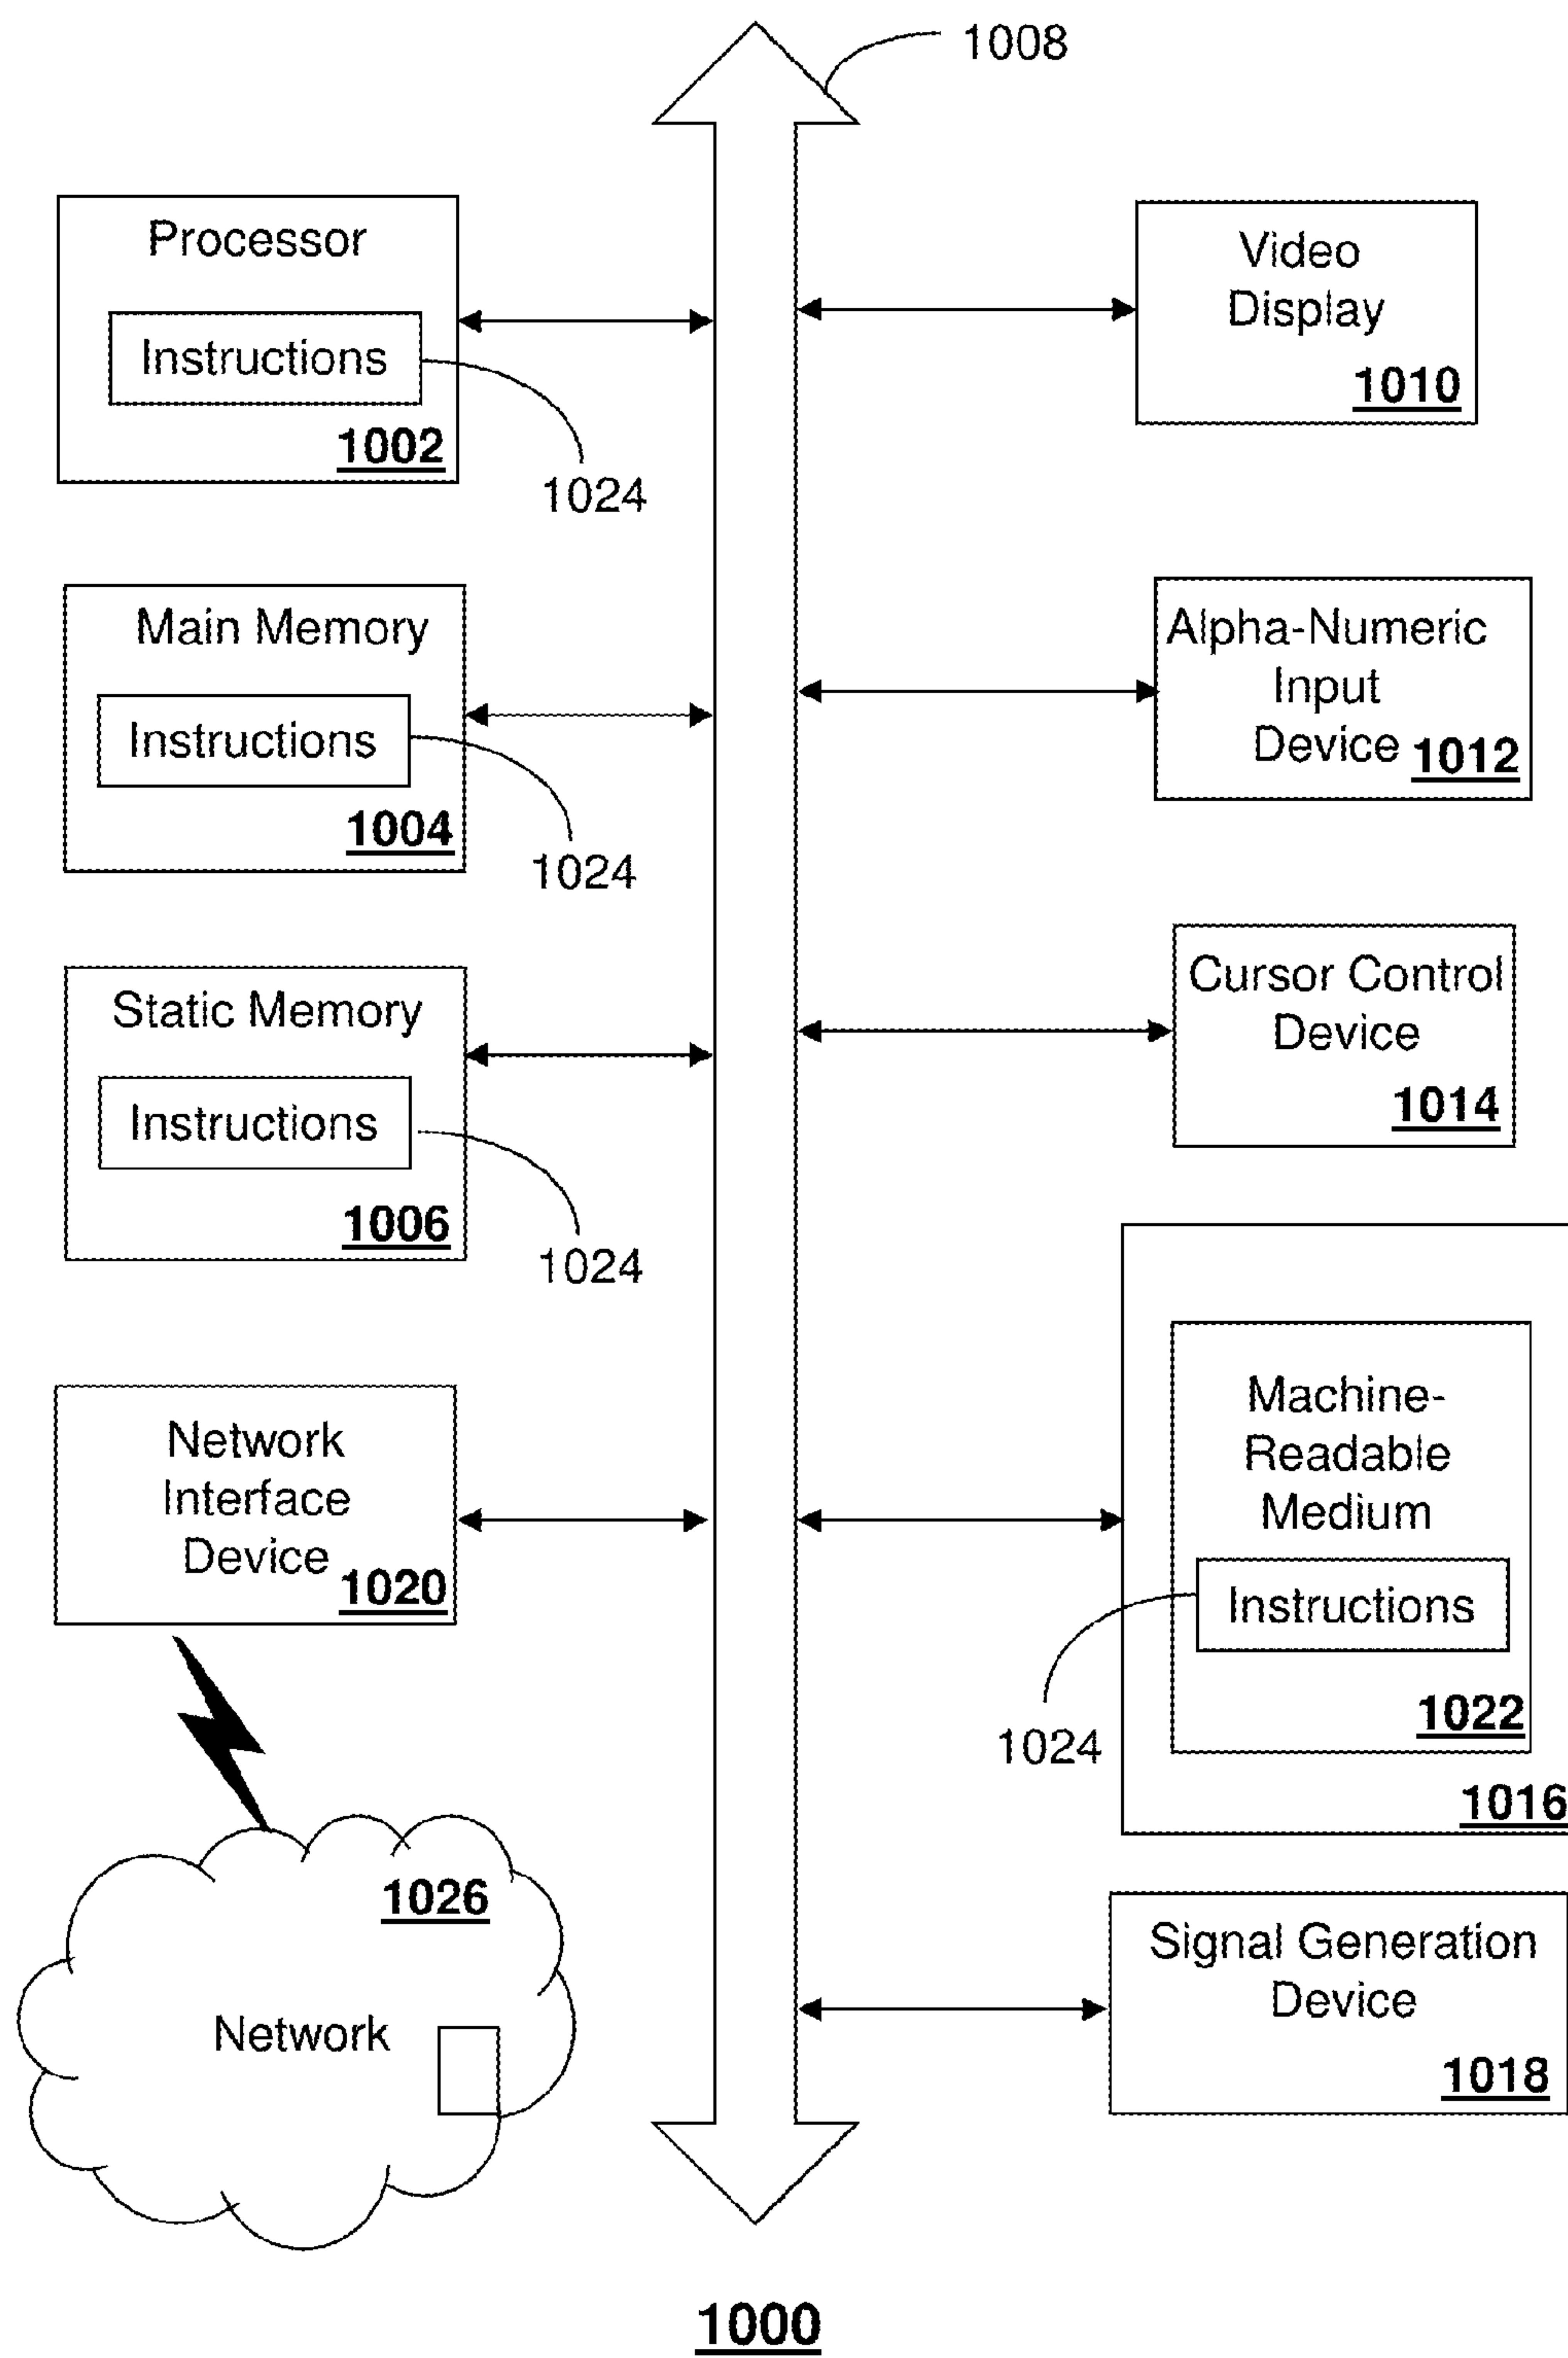 1008
Processor
Instructions
1002
1024
Main Memory
Instructions
1004
1024
Static Memory
Instructions
1006
1024
Network
Interface
Device
1020
1026
Network
Video
Display
1010
Alpha-Numeric
Input
Device
1012
Cursor Control
Device
1014
Machine-
Readable
Medium
Instructions
1024
1022
1016
Signal Generation
Device
1018
1000